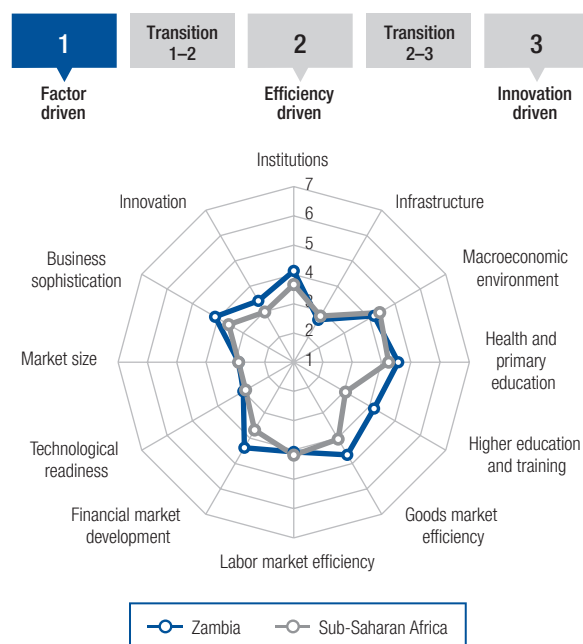 1
Transition
1–2
2
Transition
2–3
3
Factor
driven
Efficiency
driven
Innovation
driven
Institutions
7
Innovation
Infrastructure
6
5
Business
sophistication
Macroeconomic
environment
4
3
2
Market size
1
Health and
primary
education
Technological
readiness
Higher education
and training
Financial market
development
Goods market
efficiency
Labor market efficiency
Zambia
Sub-Saharan Africa